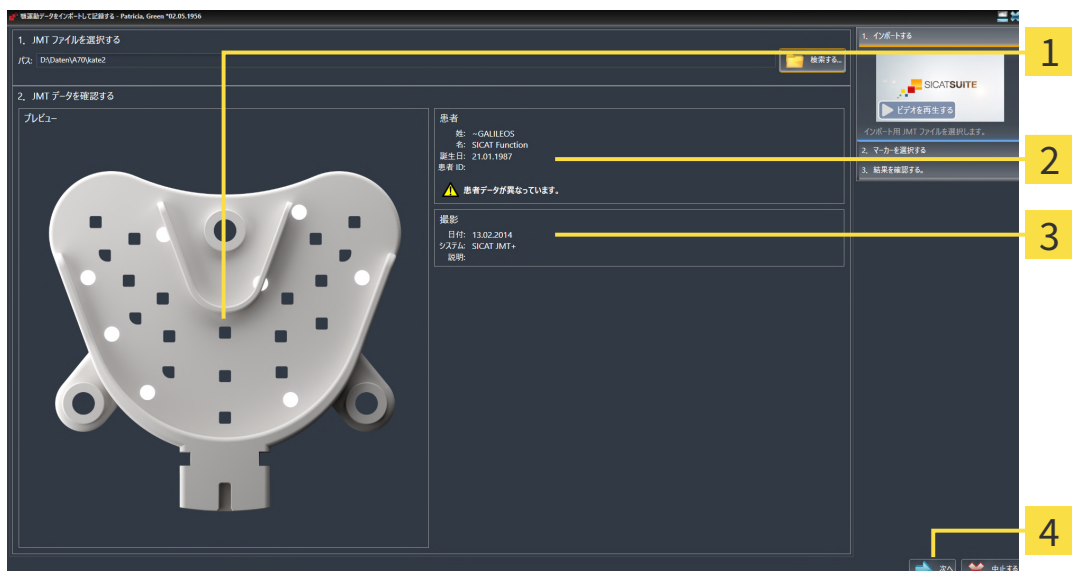 顎運動データをインポートして記録する - Patricia, Green *02.05.1956
1。JMT ファイルを選択する
パス: D:\Daten\A70\kate2
検索する...
2。JMT データを確認する
プレビュー
患者
姓: ~GALILEOS
名: SICAT Function
誕生日: 21.01.1987
患者 ID:
患者データが異なっています。
撮影
日付: 13.02.2014
システム: SICAT JMT+
説明:
1。インポートする
SICATSUITE
ビデオを再生する
インポート用 JMT ファイルを選択します。
2。マーカーを選択する
3。結果を確認する。
次へ
中止する
1
2
3
4